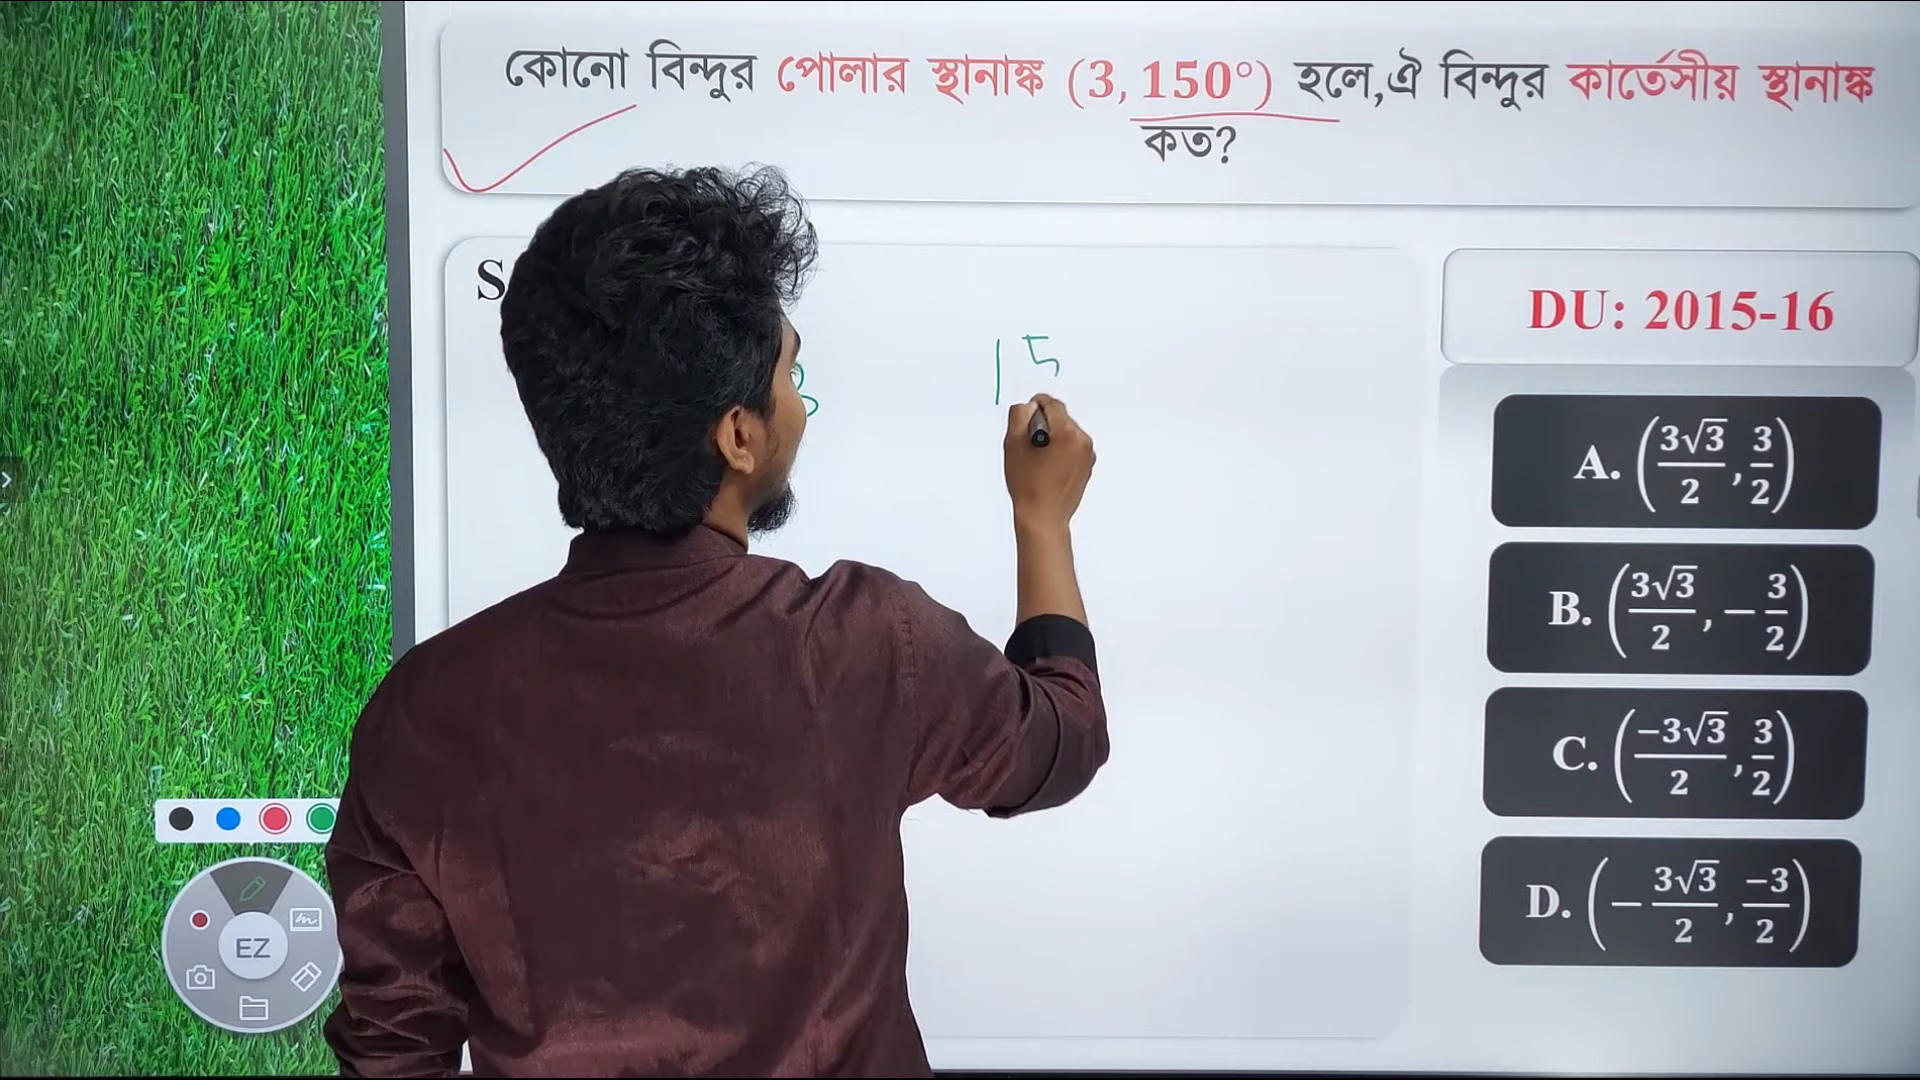 কোনো বিন্দুর পোলার স্থানাঙ্ক (3, 150°) হলে,ঐ বিন্দুর কার্তেসীয় স্থানাঙ্ক
কত?
S
3 15
DU: 2015-16
A. (3√3/2, 3/2)
B. (3√3/2, −3/2)
C. (−3√3/2, 3/2)
D. (−3√3/2, −3/2)
EZ